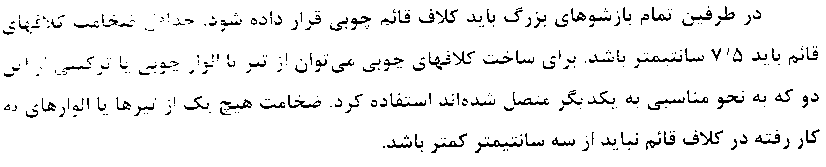 در طرفین تمام بازشوهای بزرگ باید کلاف قائم چوبی قرار داده شود. حداقل ضخامت کلافهای
قائم باید ۷/۵ سانتیمتر باشد. برای ساخت کلافهای چوبی می‌توان از تیر یا الوار چوبی یا ترکیبی از این
دو که به نحو مناسبی به یکدیگر متصل شده‌اند استفاده کرد. ضخامت هیچ یک از تیرها یا الوارهای به
کار رفته در کلاف قائم نباید از سه سانتیمتر کمتر باشد.